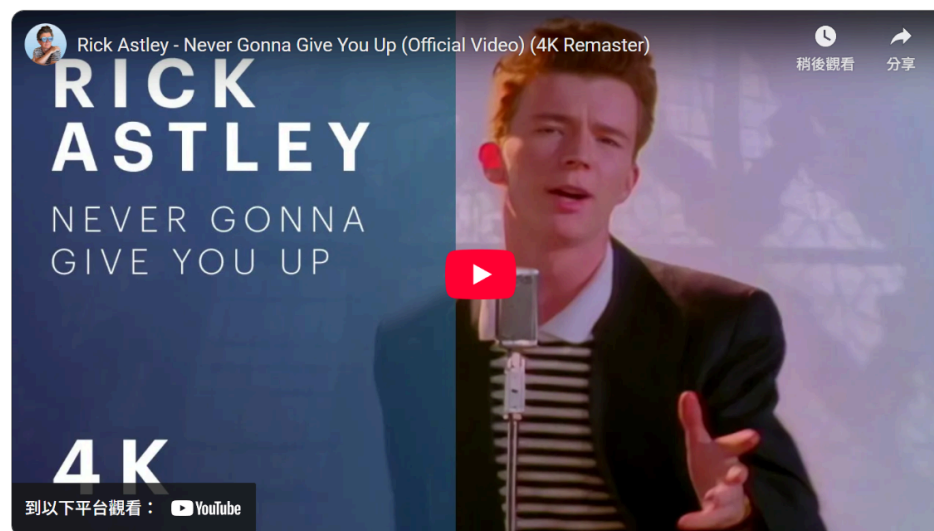 Rick Astley - Never Gonna Give You Up (Official Video) (4K Remaster)
稍後觀看
分享
RICK
ASTLEY
NEVER GONNA
GIVE YOU UP
4K
到以下平台觀看：
YouTube